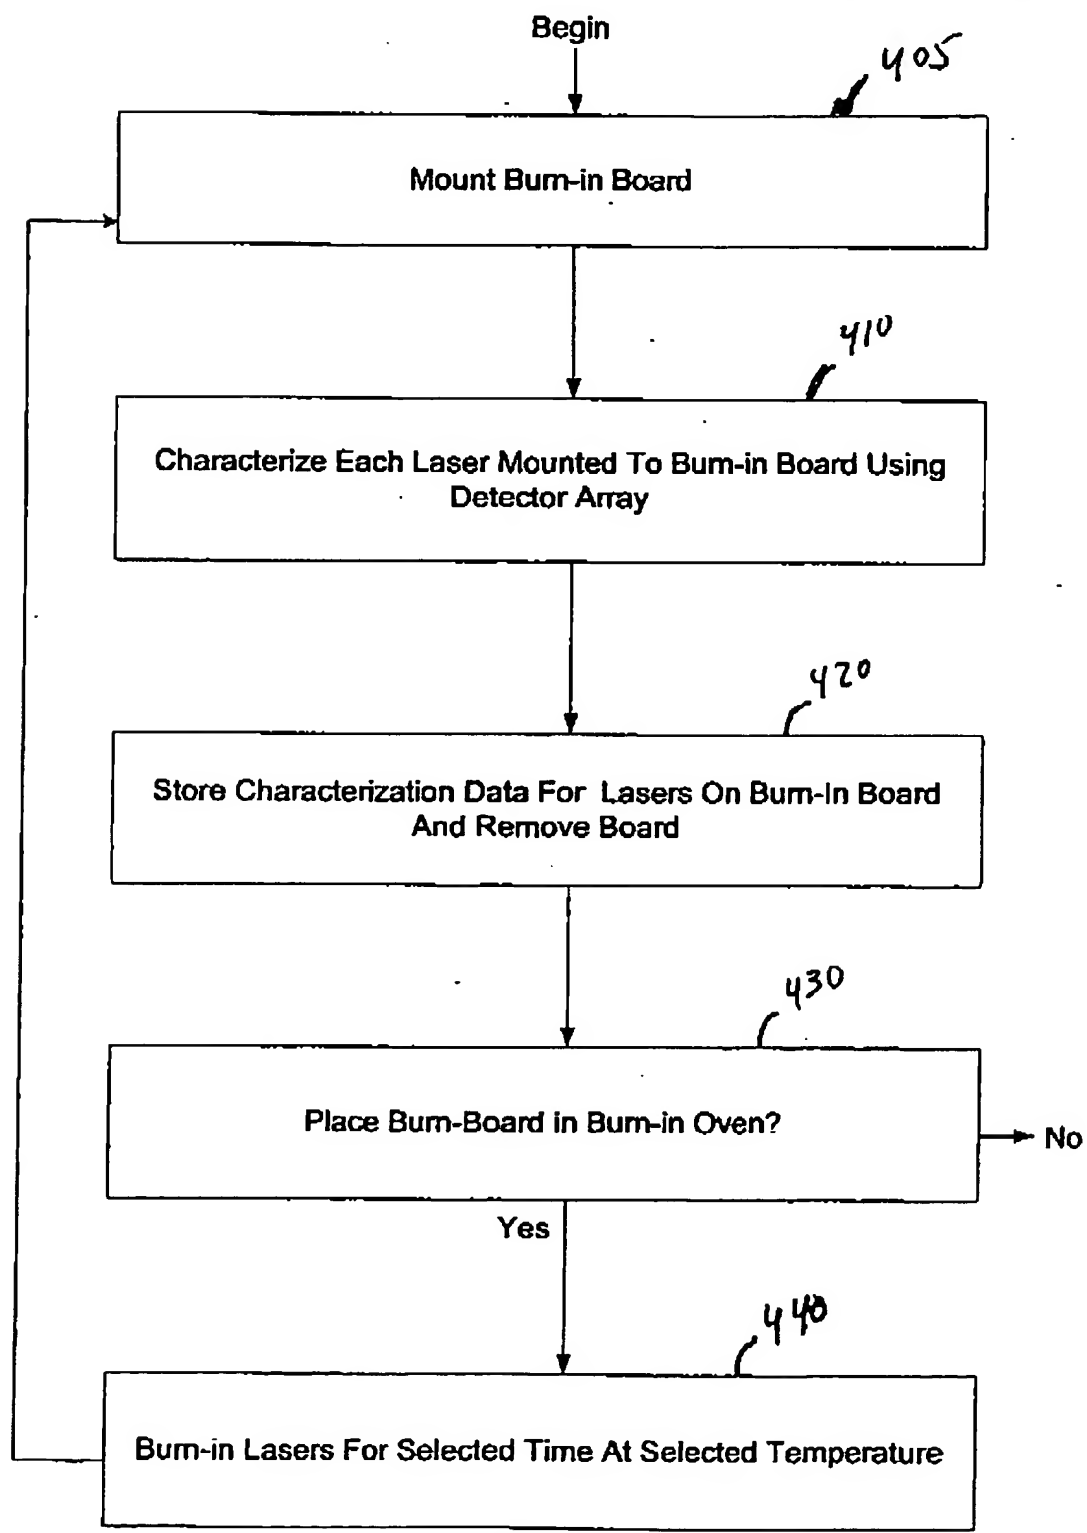 Begin
405
Mount Burn-in Board
410
Characterize Each Laser Mounted To Burn-in Board Using
Detector Array
420
Store Characterization Data For Lasers On Burn-In Board
And Remove Board
430
Place Burn-Board in Burn-in Oven?
No
Yes
440
Burn-in Lasers For Selected Time At Selected Temperature